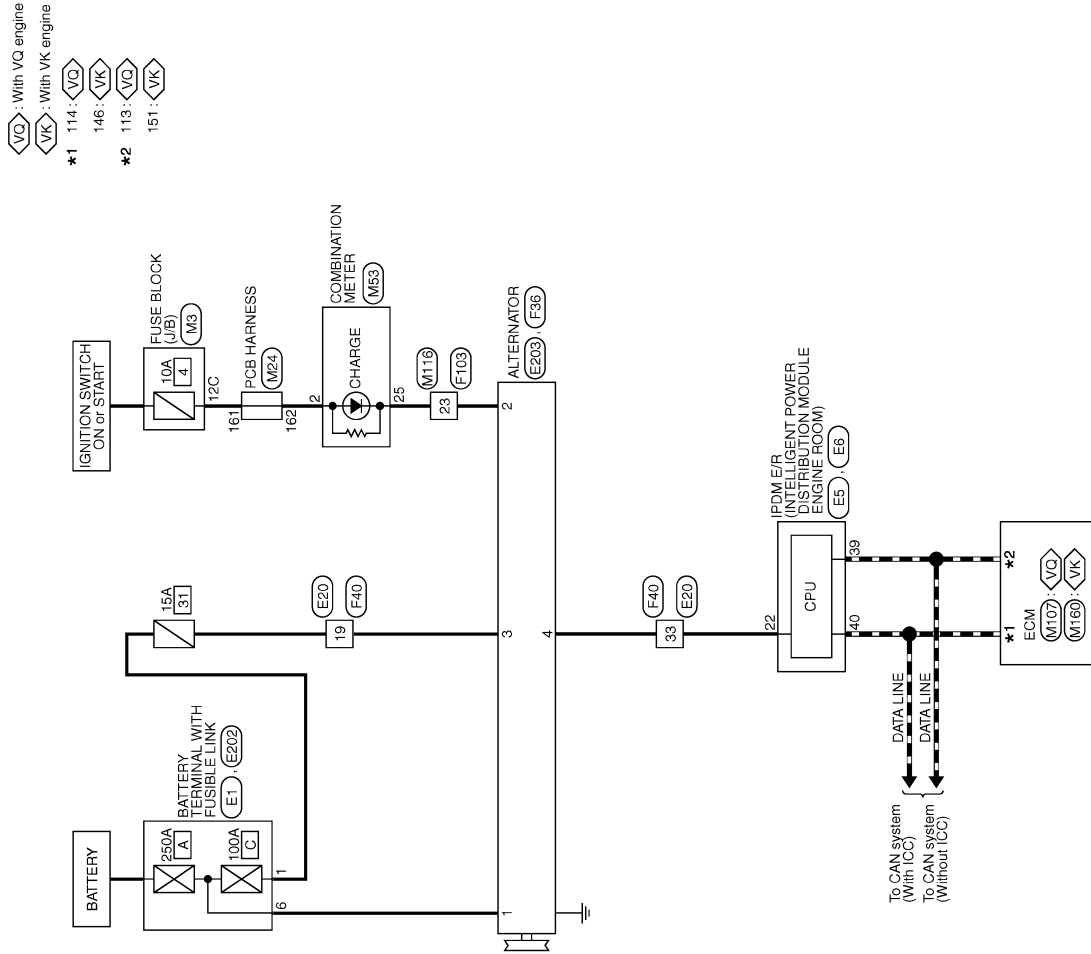 VQ : With VQ engine
VK : With VK engine
*1 114 : VQ
146 : VK
*2 113 : VQ
151 : VK
BATTERY
250A
A
100A
C
BATTERY
TERMINAL WITH
FUSIBLE LINK
E1 , E202
6
1
15A
31
E20
19
F40
IGNITION SWITCH
ON or START
10A
4
FUSE BLOCK
(J/B)
M3
12C
161
PCB HARNESS
M24
162
2
COMBINATION
METER
M53
CHARGE
25
M116
23
F103
1
3
4
2
ALTERNATOR
E203 , F36
F40
33
E20
22
IPDM E/R
(INTELLIGENT POWER
DISTRIBUTION MODULE
ENGINE ROOM)
E5 , E6
CPU
40
39
DATA LINE
DATA LINE
To CAN system
(With ICC)
To CAN system
(Without ICC)
*1
*2
ECM
M107 : VQ
M160 : VK